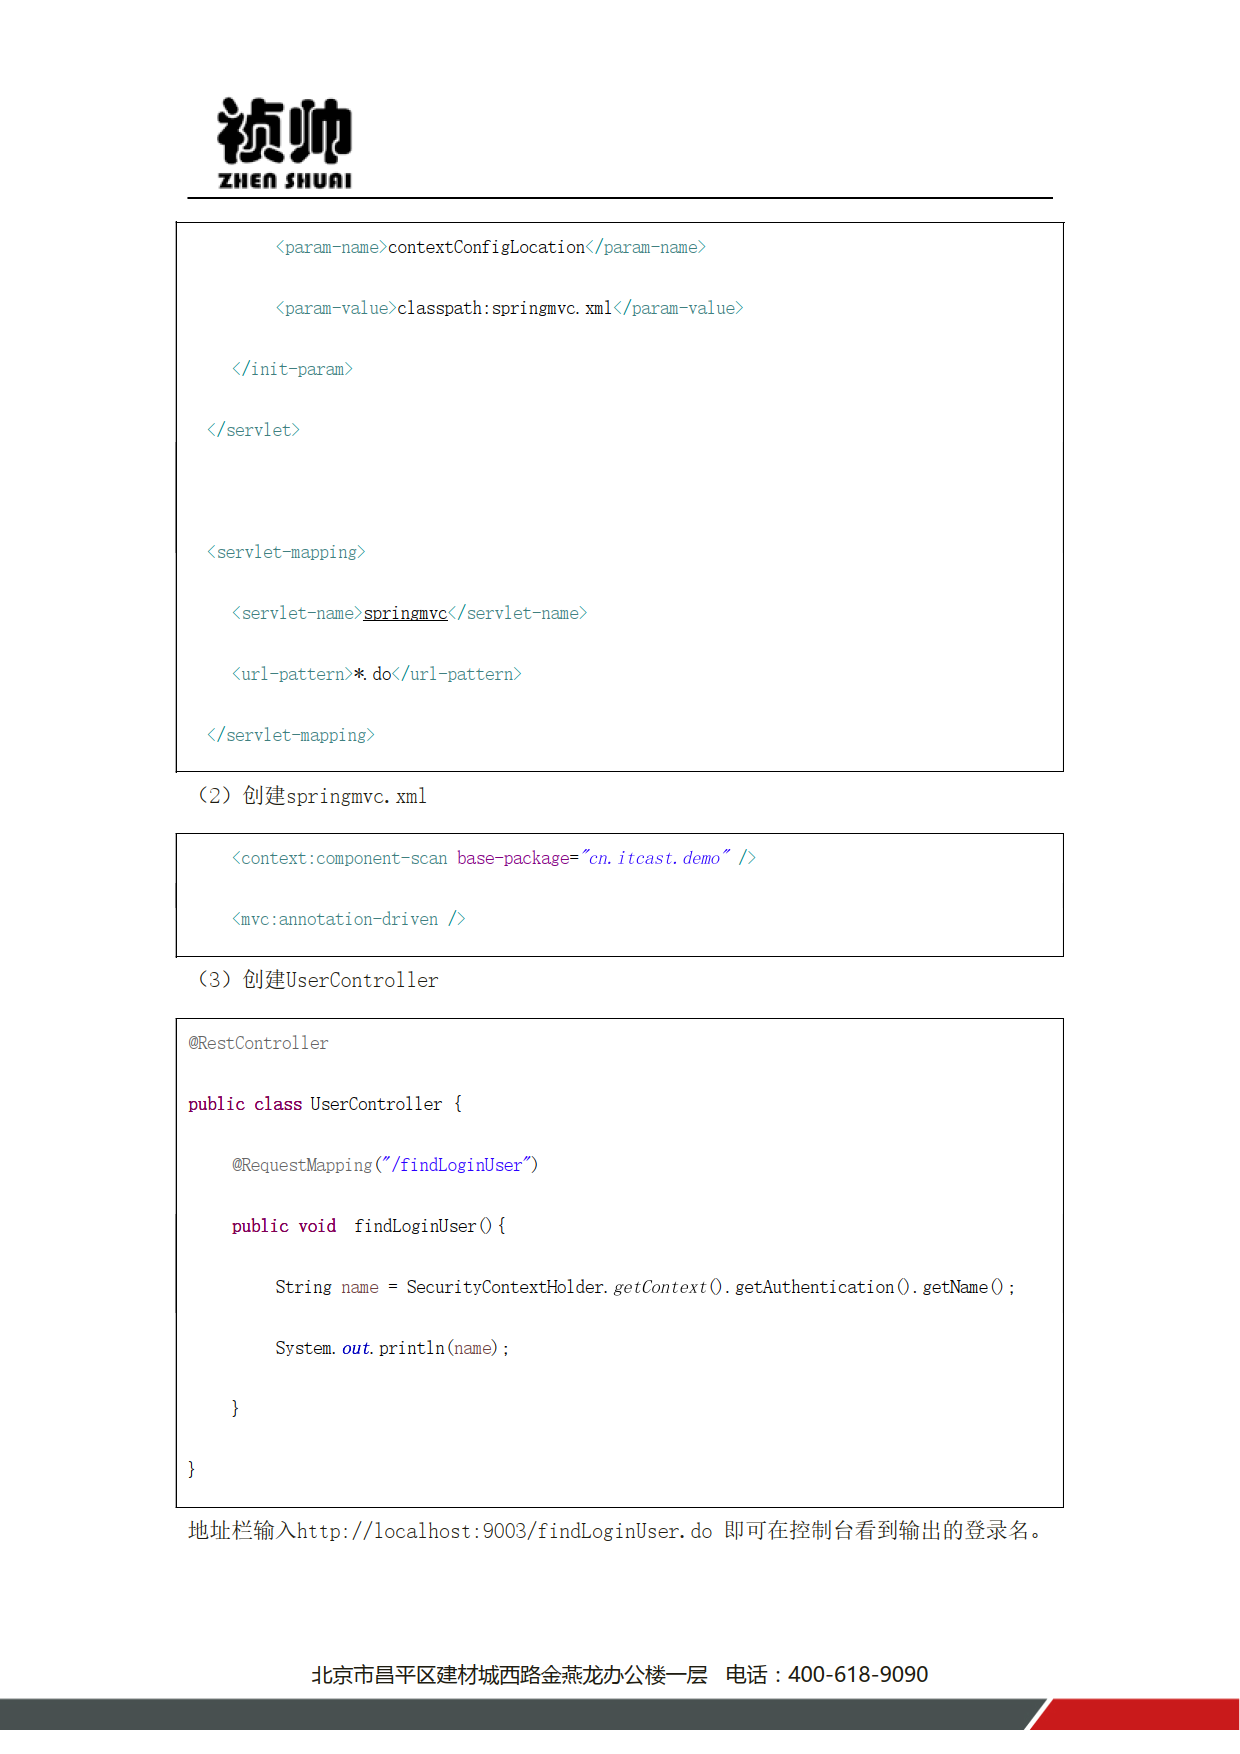 祯帅
ZHEN SHUAI
<param-name>contextConfigLocation</param-name>
<param-value>classpath:springmvc.xml</param-value>
</init-param>
</servlet>
<servlet-mapping>
<servlet-name>springmvc</servlet-name>
<url-pattern>*.do</url-pattern>
</servlet-mapping>
（2）创建springmvc.xml
<context:component-scan base-package="cn.itcast.demo" />
<mvc:annotation-driven />
（3）创建UserController
@RestController
public class UserController {
@RequestMapping("/findLoginUser")
public void  findLoginUser(){
String name = SecurityContextHolder.getContext().getAuthentication().getName();
System.out.println(name);
}
}
地址栏输入http://localhost:9003/findLoginUser.do 即可在控制台看到输出的登录名。
北京市昌平区建材城西路金燕龙办公楼一层  电话：400-618-9090